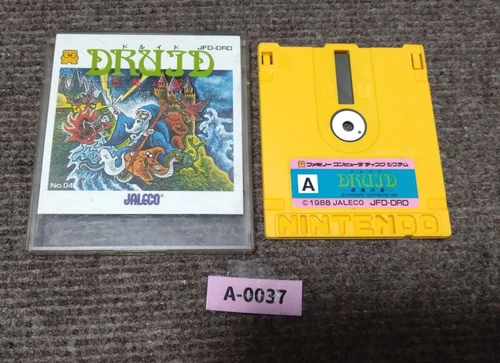 ドルイド JFD-DRD
DRUID
No.04
JALECO
ファミリー コンピュータ ディスク システム
A
DRUID
©1988 JALECO JFD-DRD
NINTENDO
A-0037